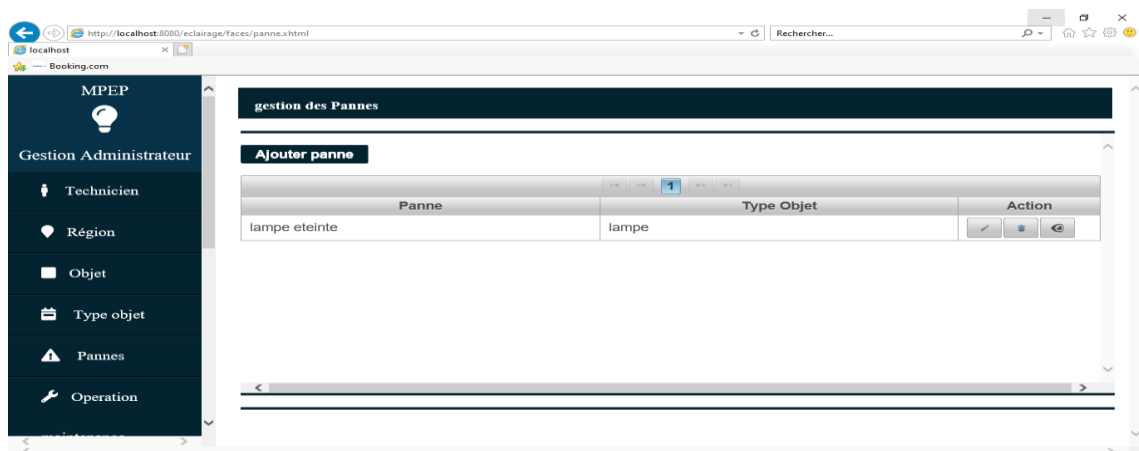 http://localhost:8080/eclairage/faces/panne.xhtml
Rechercher...
localhost
Booking.com
MPEP
Gestion Administrateur
Technicien
Région
Objet
Type objet
Pannes
Operation
maintenance
gestion des Pannes
Ajouter panne
1
Panne Type Objet Action
lampe eteinte lampe